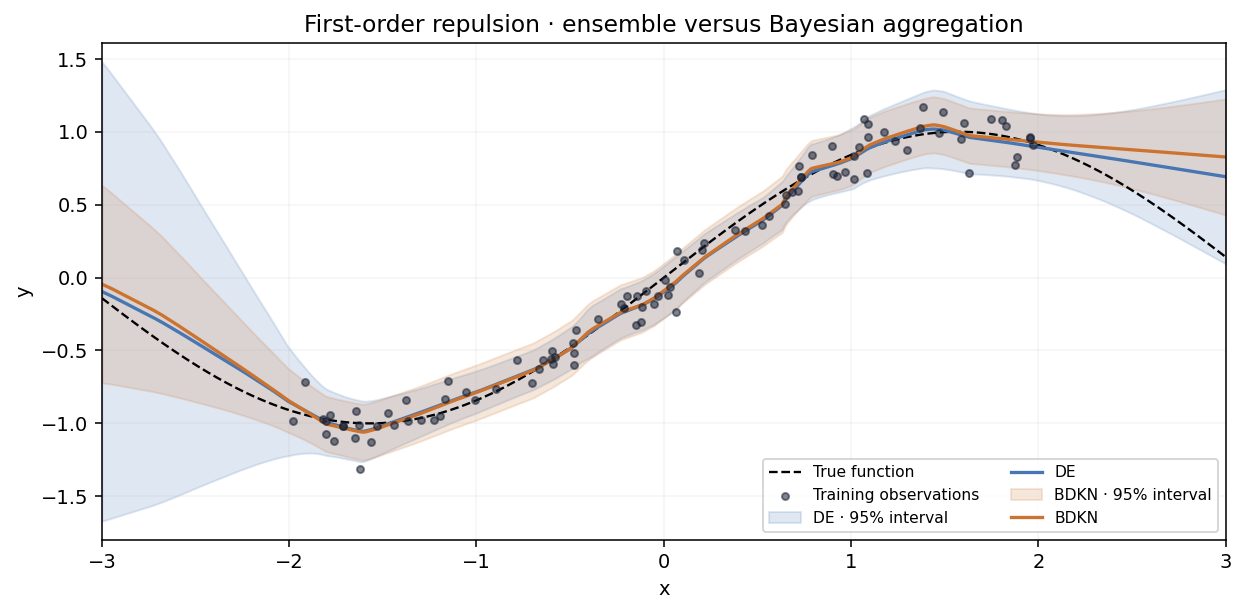 First-order repulsion · ensemble versus Bayesian aggregation
y
1.5
1.0
0.5
0.0
−0.5
−1.0
−1.5
−3
−2
−1
0
1
2
3
x
True function
Training observations
DE · 95% interval
DE
BDKN · 95% interval
BDKN